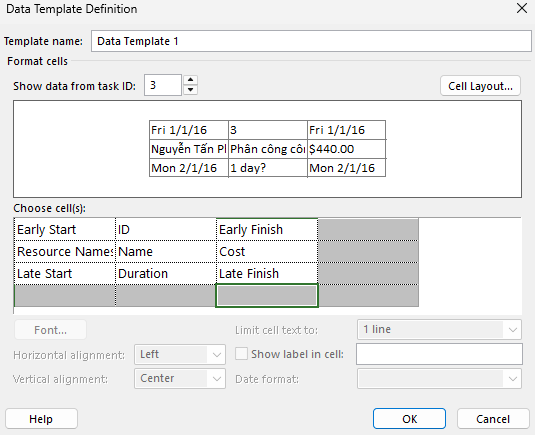 Data Template Definition
Template name: Data Template 1
Format cells
Show data from task ID: 3 Cell Layout...
Fri 1/1/16 3 Fri 1/1/16
Nguyễn Tấn Ph Phân công côn $440.00
Mon 2/1/16 1 day? Mon 2/1/16
Choose cell(s):
Early Start ID Early Finish
Resource Names Name Cost
Late Start Duration Late Finish
Font... Limit cell text to: 1 line
Horizontal alignment: Left Show label in cell:
Vertical alignment: Center Date format:
Help OK Cancel